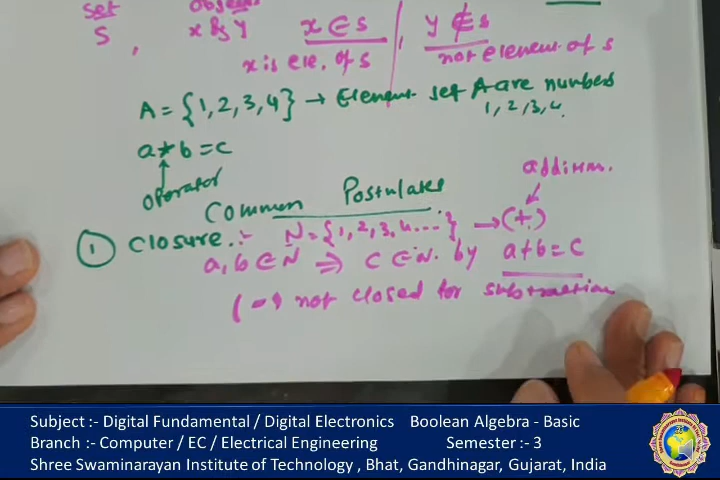 Set
S ,
x & y
x ∈ s , y ∉ s
x is ele. of s
not element of s
A = {1,2,3,4} → Element set A are numbers
1,2,3,4.
a * b = c
operator
Common Postulates
addition.
① Closure :- N = {1,2,3,4...} → (+)
a, b ∈ N ⇒ c ∈ N. by a+b = c
(-) not closed for subtraction
Subject :- Digital Fundamental / Digital Electronics Boolean Algebra - Basic
Branch :- Computer / EC / Electrical Engineering Semester :- 3
Shree Swaminarayan Institute of Technology , Bhat, Gandhinagar, Gujarat, India